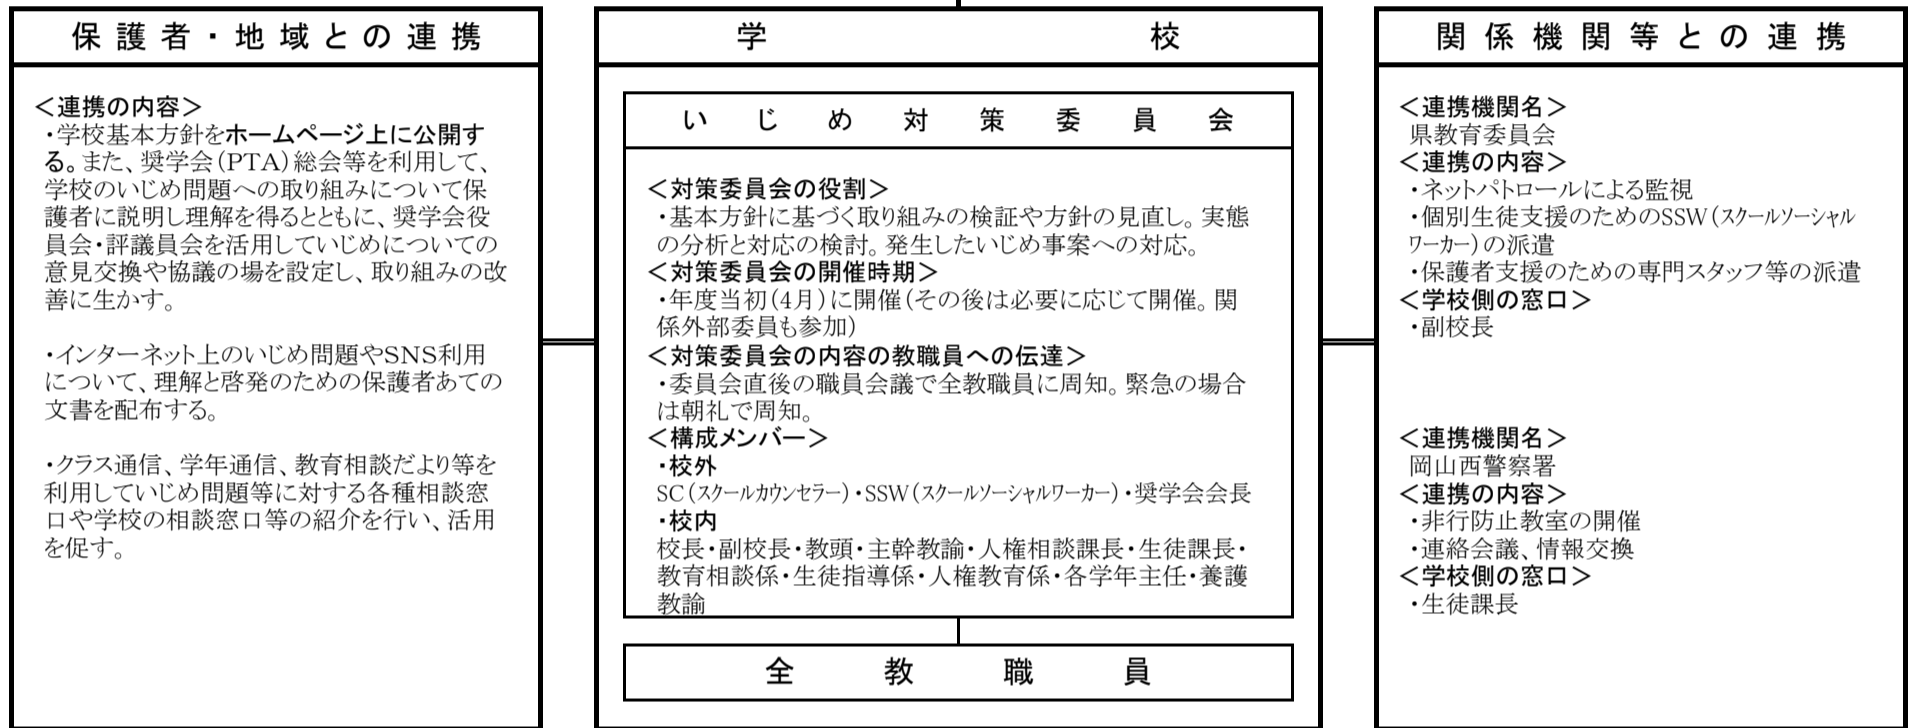 保護者・地域との連携
＜連携の内容＞
・学校基本方針をホームページ上に公開す
る。また、奨学会（PTA）総会等を利用して、
学校のいじめ問題への取り組みについて保
護者に説明し理解を得るとともに、奨学会役
員会・評議員会を活用していじめについての
意見交換や協議の場を設定し、取り組みの改
善に生かす。
・インターネット上のいじめ問題やSNS利用
について、理解と啓発のための保護者あての
文書を配布する。
・クラス通信、学年通信、教育相談だより等を
利用していじめ問題等に対する各種相談窓
口や学校の相談窓口等の紹介を行い、活用
を促す。
学校
いじめ対策委員会
＜対策委員会の役割＞
・基本方針に基づく取り組みの検証や方針の見直し。実態
の分析と対応の検討。発生したいじめ事案への対応。
＜対策委員会の開催時期＞
・年度当初（4月）に開催（その後は必要に応じて開催。関
係外部委員も参加）
＜対策委員会の内容の教職員への伝達＞
・委員会直後の職員会議で全教職員に周知。緊急の場合
は朝礼で周知。
＜構成メンバー＞
・校外
SC（スクールカウンセラー）・SSW（スクールソーシャルワーカー）・奨学会会長
・校内
校長・副校長・教頭・主幹教諭・人権相談課長・生徒課長・
教育相談係・生徒指導係・人権教育係・各学年主任・養護
教諭
全教職員
関係機関等との連携
＜連携機関名＞
県教育委員会
＜連携の内容＞
・ネットパトロールによる監視
・個別生徒支援のためのSSW（スクールソーシャル
ワーカー）の派遣
・保護者支援のための専門スタッフ等の派遣
＜学校側の窓口＞
・副校長
＜連携機関名＞
岡山西警察署
＜連携の内容＞
・非行防止教室の開催
・連絡会議、情報交換
＜学校側の窓口＞
・生徒課長